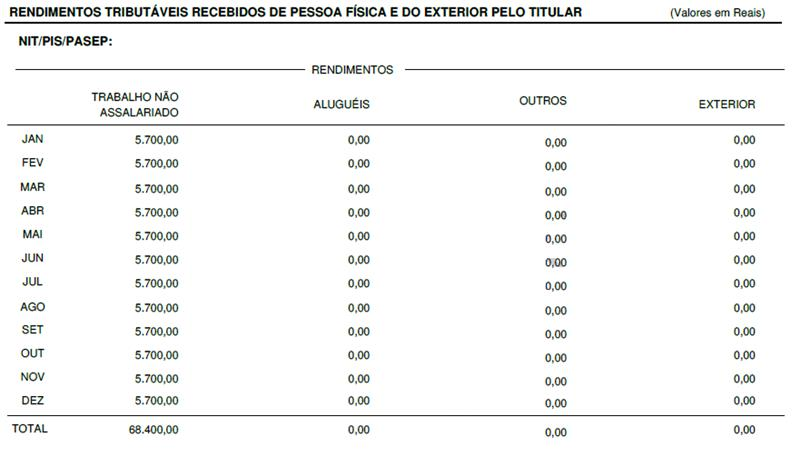 RENDIMENTOS TRIBUTÁVEIS RECEBIDOS DE PESSOA FÍSICA E DO EXTERIOR PELO TITULAR (Valores em Reais)
NIT/PIS/PASEP:
RENDIMENTOS
TRABALHO NÃO ASSALARIADO ALUGUÉIS OUTROS EXTERIOR
JAN 5.700,00 0,00 0,00 0,00
FEV 5.700,00 0,00 0,00 0,00
MAR 5.700,00 0,00 0,00 0,00
ABR 5.700,00 0,00 0,00 0,00
MAI 5.700,00 0,00 0,00 0,00
JUN 5.700,00 0,00 0,00 0,00
JUL 5.700,00 0,00 0,00 0,00
AGO 5.700,00 0,00 0,00 0,00
SET 5.700,00 0,00 0,00 0,00
OUT 5.700,00 0,00 0,00 0,00
NOV 5.700,00 0,00 0,00 0,00
DEZ 5.700,00 0,00 0,00 0,00
TOTAL 68.400,00 0,00 0,00 0,00